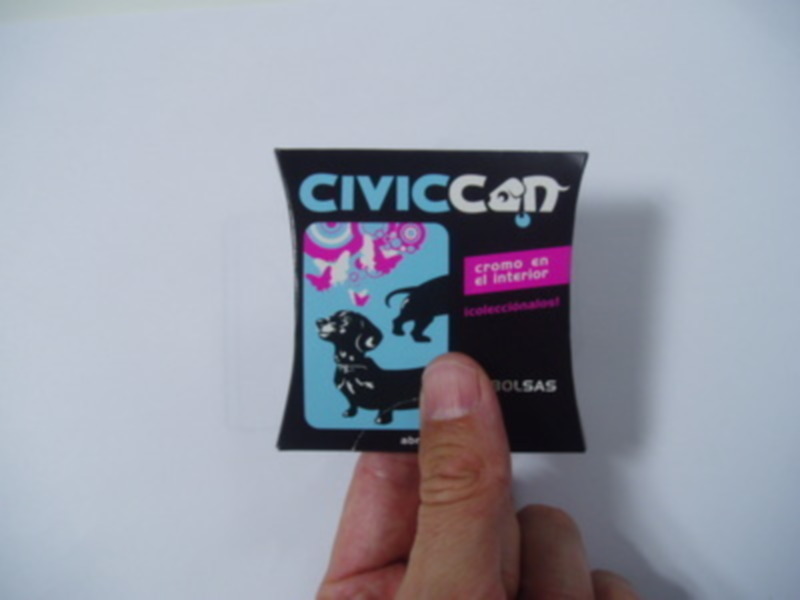 CIVICCan
cromo en
el interior
¡colecciónalos!
BOLSAS